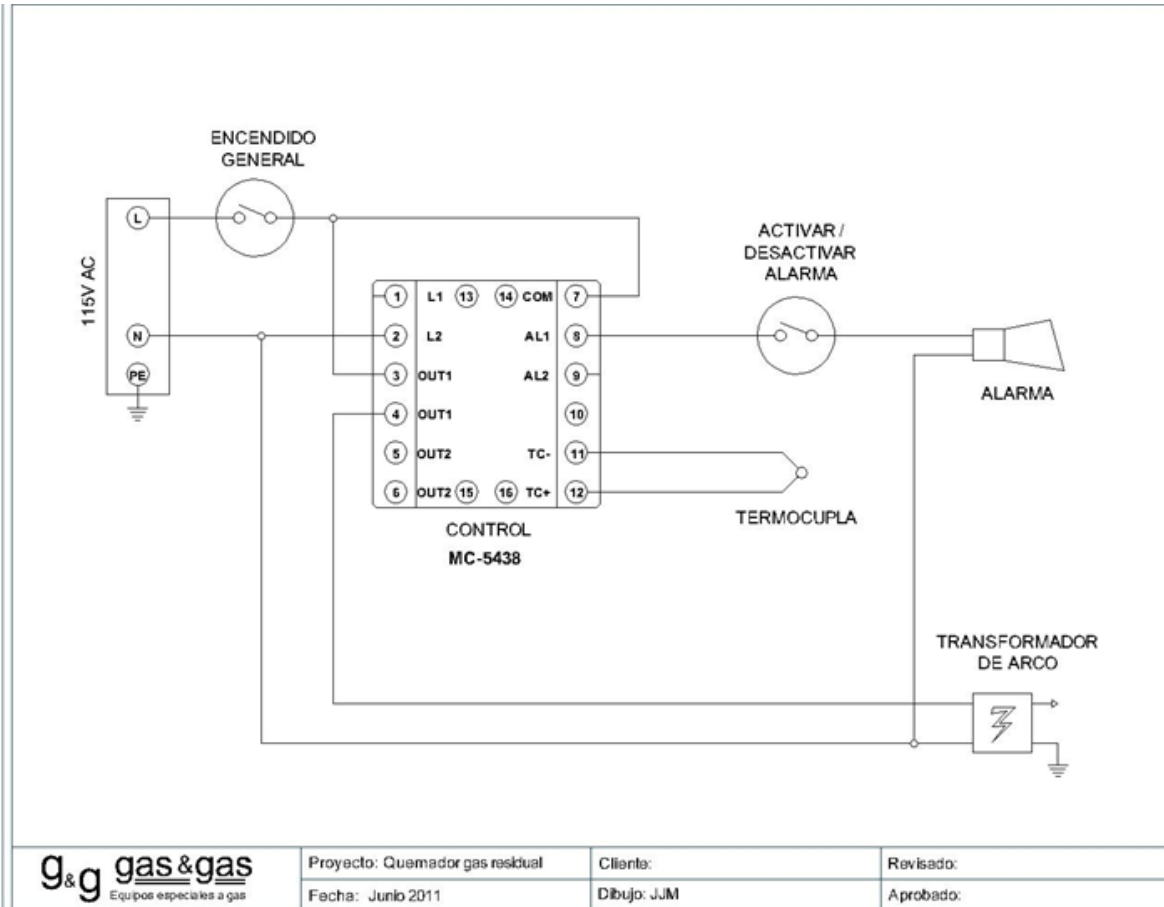 ENCENDIDO
GENERAL
115V AC
L
N
PE
ACTIVAR /
DESACTIVAR
ALARMA
ALARMA
1 L1 13 14 COM 7
2 L2 AL1 8
3 OUT1 AL2 9
4 OUT1 10
5 OUT2 TC- 11
6 OUT2 15 16 TC+ 12
CONTROL
MC-5438
TERMOCUPLA
TRANSFORMADOR
DE ARCO
g&g gas&gas
Equipos especiales a gas
Proyecto: Quemador gas residual
Cliente:
Revisado:
Fecha: Junio 2011
Dibujo: JJM
Aprobado: